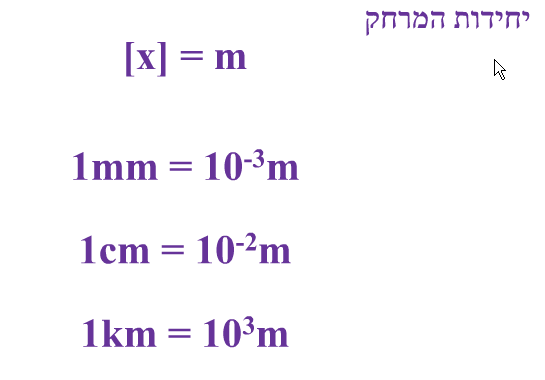 יחידות המרחק
[x] = m
1mm = 10⁻³m
1cm = 10⁻²m
1km = 10³m